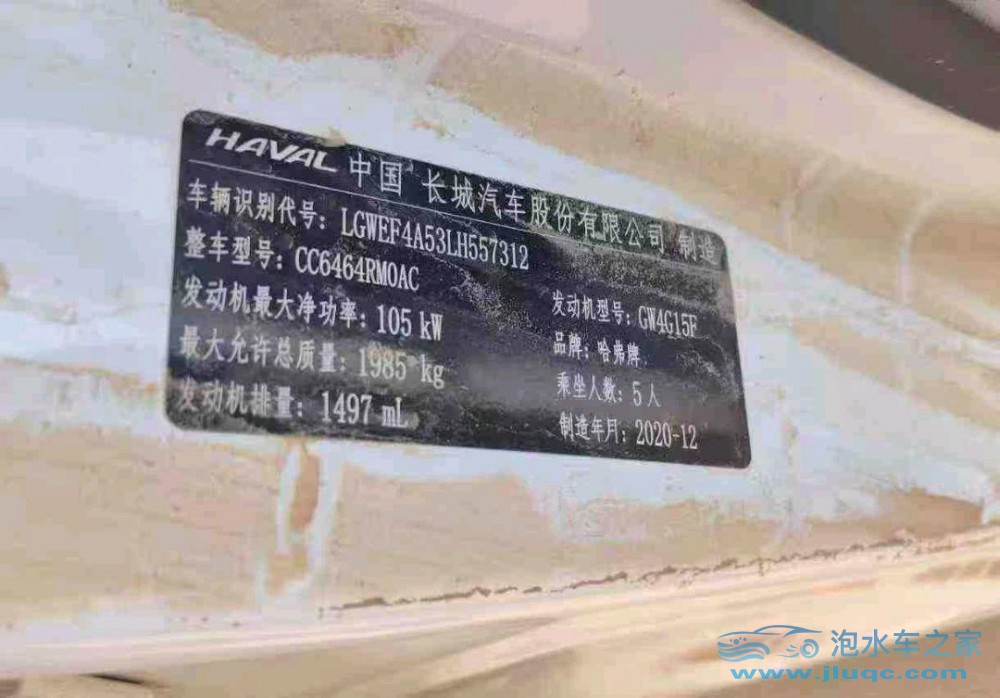 HAVAL 中国 长城汽车股份有限公司 制造
车辆识别代号：LGWEF4A53LH557312
整车型号：CC6464RM0AC
发动机型号：GW4G15F
发动机最大净功率：105 kW
品牌：哈弗牌
最大允许总质量：1985 kg
乘坐人数：5人
发动机排量：1497 mL
制造年月：2020-12
泡水车之家
www.jluqc.com